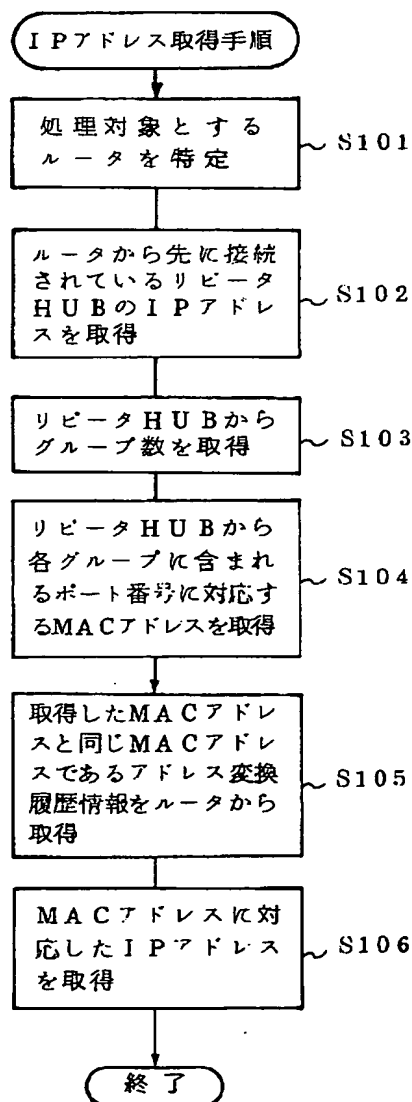 IPアドレス取得手順
処理対象とする
ルータを特定
S101
ルータから先に接続
されているリピータ
HUBのIPアドレ
スを取得
S102
リピータHUBから
グループ数を取得
S103
リピータHUBから
各グループに含まれ
るポート番号に対応す
るMACアドレスを取得
S104
取得したMACアドレ
スと同じMACアドレ
スであるアドレス変換
履歴情報をルータから
取得
S105
MACアドレスに対
応したIPアドレス
を取得
S106
終了